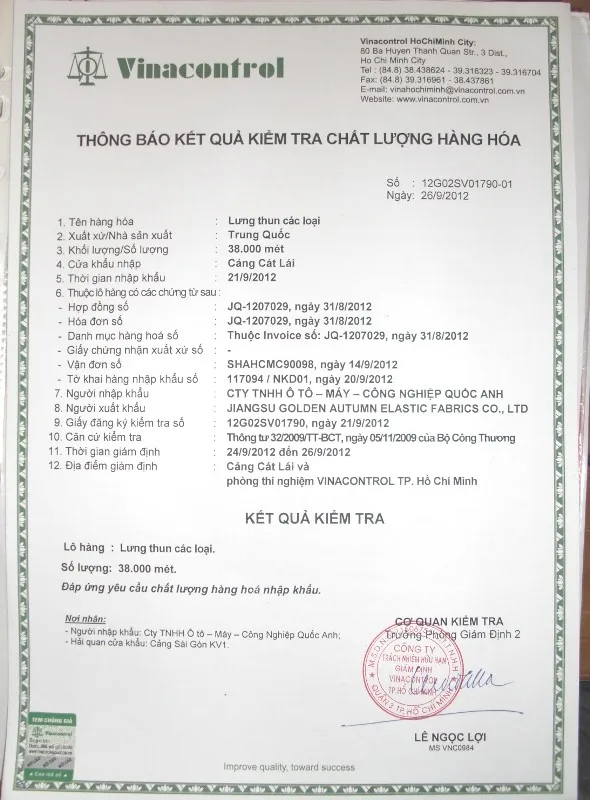 Vinacontrol
Vinacontrol HoChiMinh City:
80 Ba Huyen Thanh Quan Str., 3 Dist.,
Ho Chi Minh City
Tel : (84.8) 38.438624 - 39.316323 - 39.316704
Fax: (84.8) 39.316961 - 38.437861
E-mail: vinahochiminh@vinacontrol.com.vn
Website: www.vinacontrol.com.vn
THÔNG BÁO KẾT QUẢ KIỂM TRA CHẤT LƯỢNG HÀNG HÓA
Số : 12G02SV01790-01
Ngày: 26/9/2012
1. Tên hàng hóa : Lưng thun các loại
2. Xuất xứ/Nhà sản xuất : Trung Quốc
3. Khối lượng/Số lượng : 38.000 mét
4. Cửa khẩu nhập : Cảng Cát Lái
5. Thời gian nhập khẩu : 21/9/2012
6. Thuộc lô hàng có các chứng từ sau :
- Hợp đồng số : JQ-1207029, ngày 31/8/2012
- Hóa đơn số : JQ-1207029, ngày 31/8/2012
- Danh mục hàng hoá số : Thuộc Invoice số: JQ-1207029, ngày 31/8/2012
- Giấy chứng nhận xuất xứ số : -
- Vận đơn số : SHAHCMC90098, ngày 14/9/2012
- Tờ khai hàng nhập khẩu số : 117094 / NKD01, ngày 20/9/2012
7. Người nhập khẩu : CTY TNHH Ô TÔ – MÁY – CÔNG NGHIỆP QUỐC ANH
8. Người xuất khẩu : JIANGSU GOLDEN AUTUMN ELASTIC FABRICS CO., LTD
9. Giấy đăng ký kiểm tra số : 12G02SV01790, ngày 21/9/2012
10. Căn cứ kiểm tra : Thông tư 32/2009/TT-BCT, ngày 05/11/2009 của Bộ Công Thương
11. Thời gian giám định : 24/9/2012 đến 26/9/2012
12. Địa điểm giám định : Cảng Cát Lái và
phòng thí nghiệm VINACONTROL TP. Hồ Chí Minh
KẾT QUẢ KIỂM TRA
Lô hàng : Lưng thun các loại.
Số lượng: 38.000 mét.
Đáp ứng yêu cầu chất lượng hàng hoá nhập khẩu.
Nơi nhận:
- Người nhập khẩu: Cty TNHH Ô tô – Máy – Công Nghiệp Quốc Anh;
- Hải quan cửa khẩu: Cảng Sài Gòn KV1.
CƠ QUAN KIỂM TRA
Trưởng Phòng Giám Định 2
CÔNG TY
TRÁCH NHIỆM HỮU HẠN
GIÁM ĐỊNH
VINACONTROL
TP.HỒ CHÍ MINH
QUẬN 3 TP.HỒ CHÍ MINH
LÊ NGỌC LỢI
MS VNC0984
TEM CHỐNG GIẢ
Vinacontrol
Improve quality, toward success